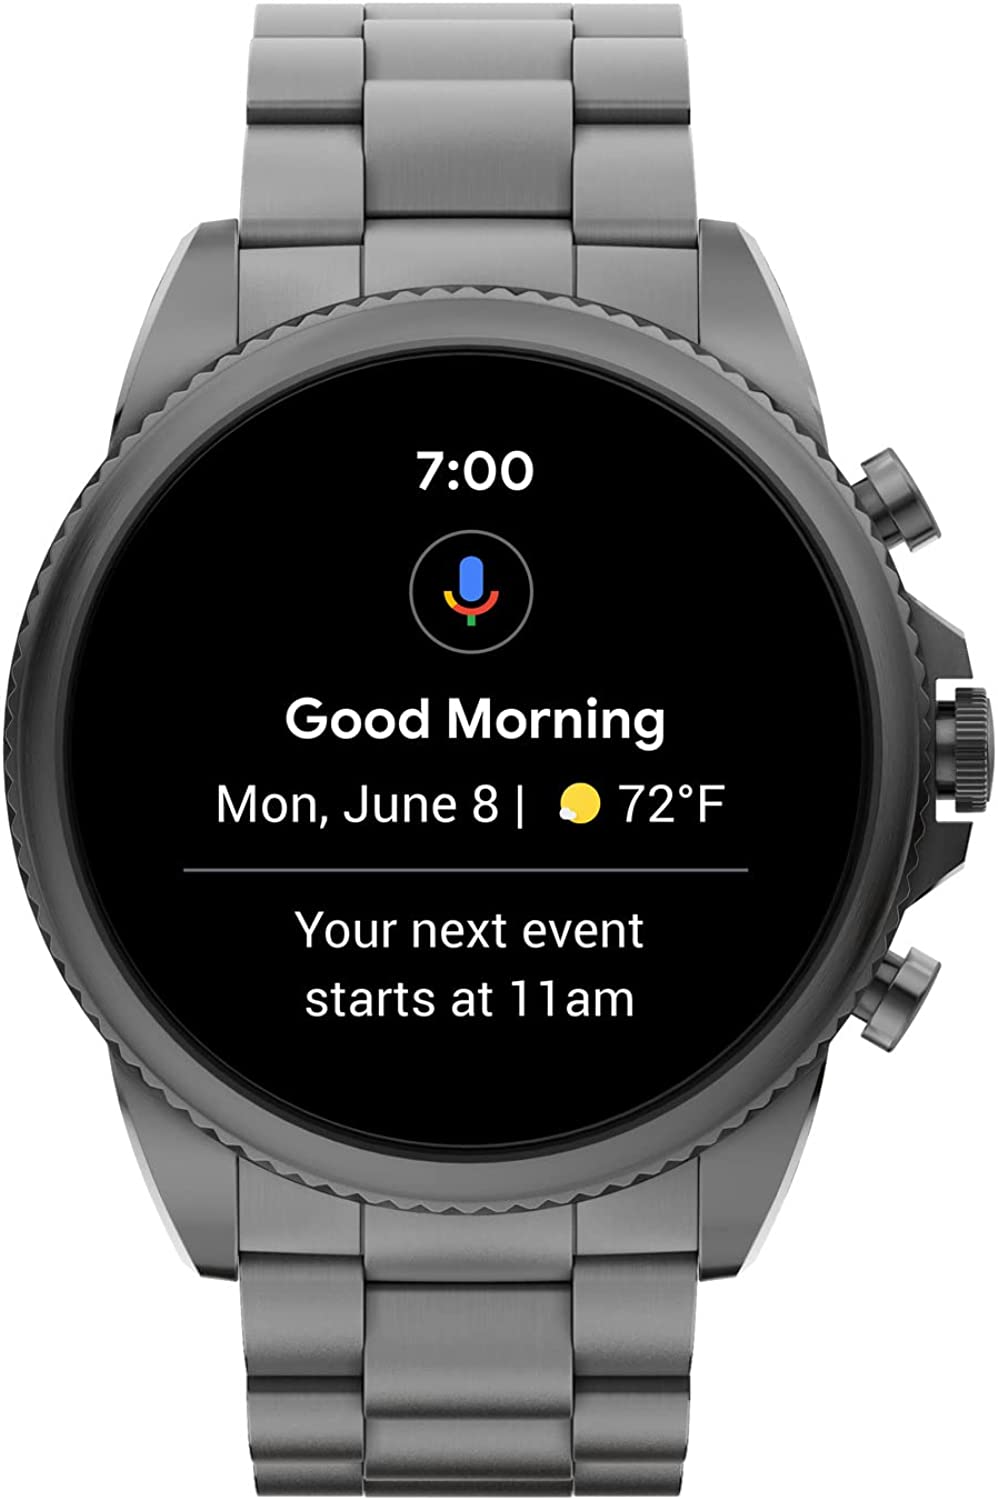 7:00
Good Morning
Mon, June 8 | 72°F
Your next event
starts at 11am